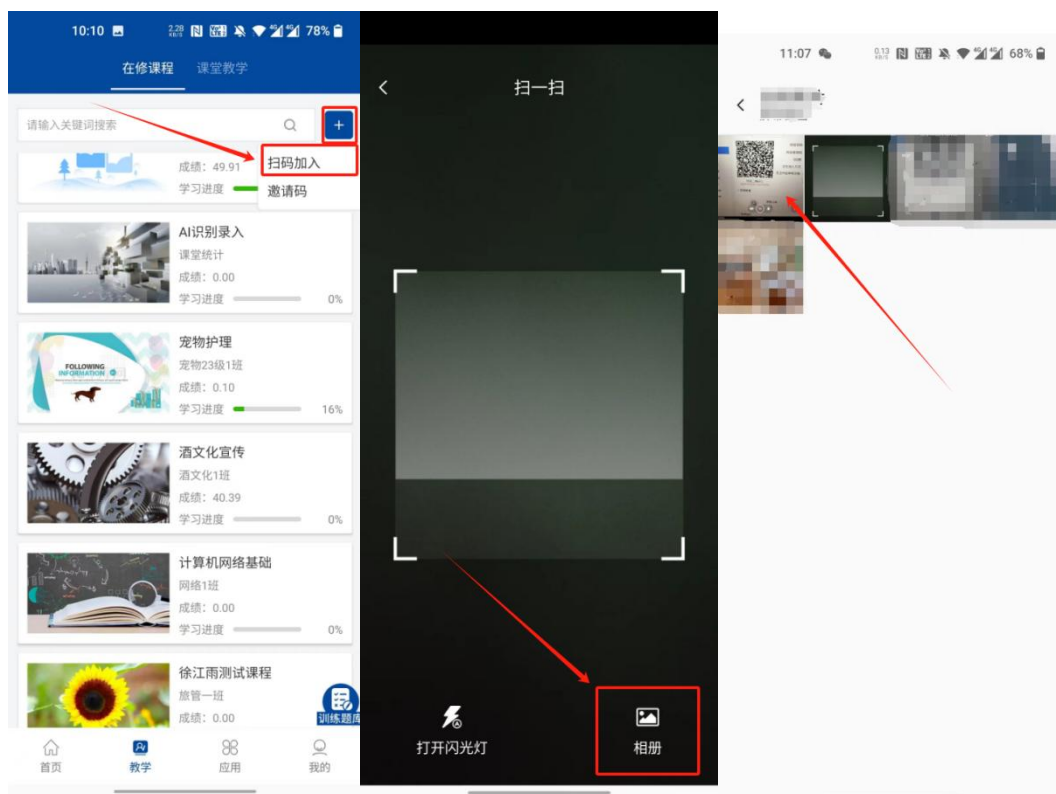 10:10
2.28
KB/S
78%
在修课程
课堂教学
请输入关键词搜索
+
扫码加入
邀请码
成绩：49.91
学习进度
AI识别录入
课堂统计
成绩：0.00
学习进度
0%
FOLLOWING
INFORMATION
宠物护理
宠物23级1班
成绩：0.10
学习进度
16%
酒文化宣传
酒文化1班
成绩：40.39
学习进度
0%
计算机网络基础
网络1班
成绩：0.00
学习进度
0%
徐江雨测试课程
旅管一班
成绩：0.00
训练题库
首页
教学
应用
我的
扫一扫
打开闪光灯
相册
11:07
0.13
KB/S
68%